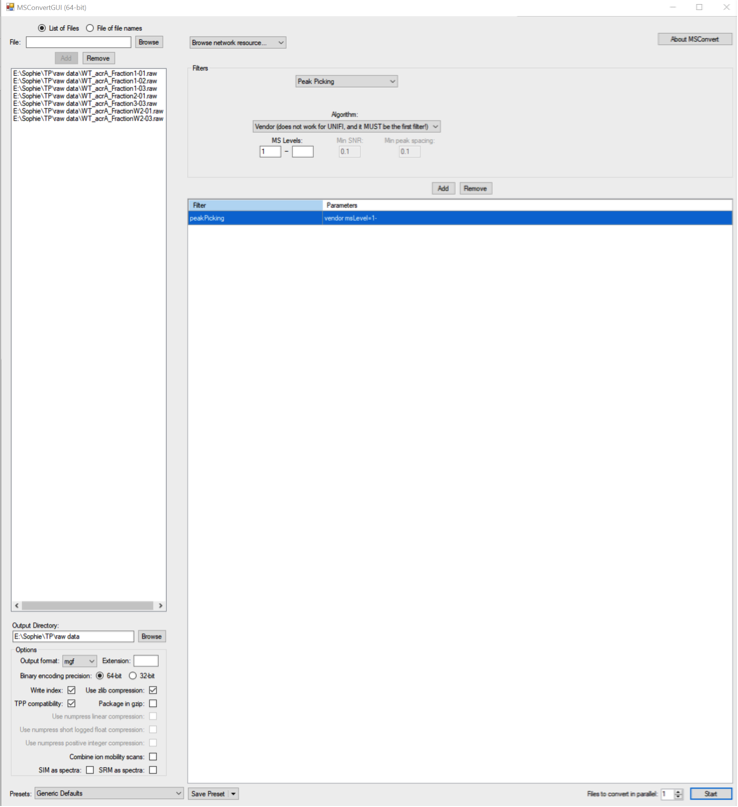 MSConvertGUI (64-bit)
List of Files File of file names
File: Browse Browse network resource... About MSConvert
Add Remove
E:\Sophie\TP\raw data\WT_acrA_Fraction1-01.raw
E:\Sophie\TP\raw data\WT_acrA_Fraction1-02.raw
E:\Sophie\TP\raw data\WT_acrA_Fraction1-03.raw
E:\Sophie\TP\raw data\WT_acrA_Fraction2-01.raw
E:\Sophie\TP\raw data\WT_acrA_Fraction3-03.raw
E:\Sophie\TP\raw data\WT_acrA_FractionW2-01.raw
E:\Sophie\TP\raw data\WT_acrA_FractionW2-03.raw
Filters
Peak Picking
Algorithm:
Vendor (does not work for UNIFI, and it MUST be the first filter!)
MS Levels: Min SNR Min peak spacing:
1 – 0.1 0.1
Add Remove
Filter Parameters
peakPicking vendor msLevel=1-
Output Directory:
E:\Sophie\TP\raw data Browse
Options
Output format: mgf Extension:
Binary encoding precision: 64-bit 32-bit
Write index: Use zlib compression:
TPP compatibility: Package in gzip:
Use numpress linear compression:
Use numpress short logged float compression:
Use numpress positive integer compression:
Combine ion mobility scans:
SIM as spectra: SRM as spectra:
Presets: Generic Defaults Save Preset Files to convert in parallel: 1 Start